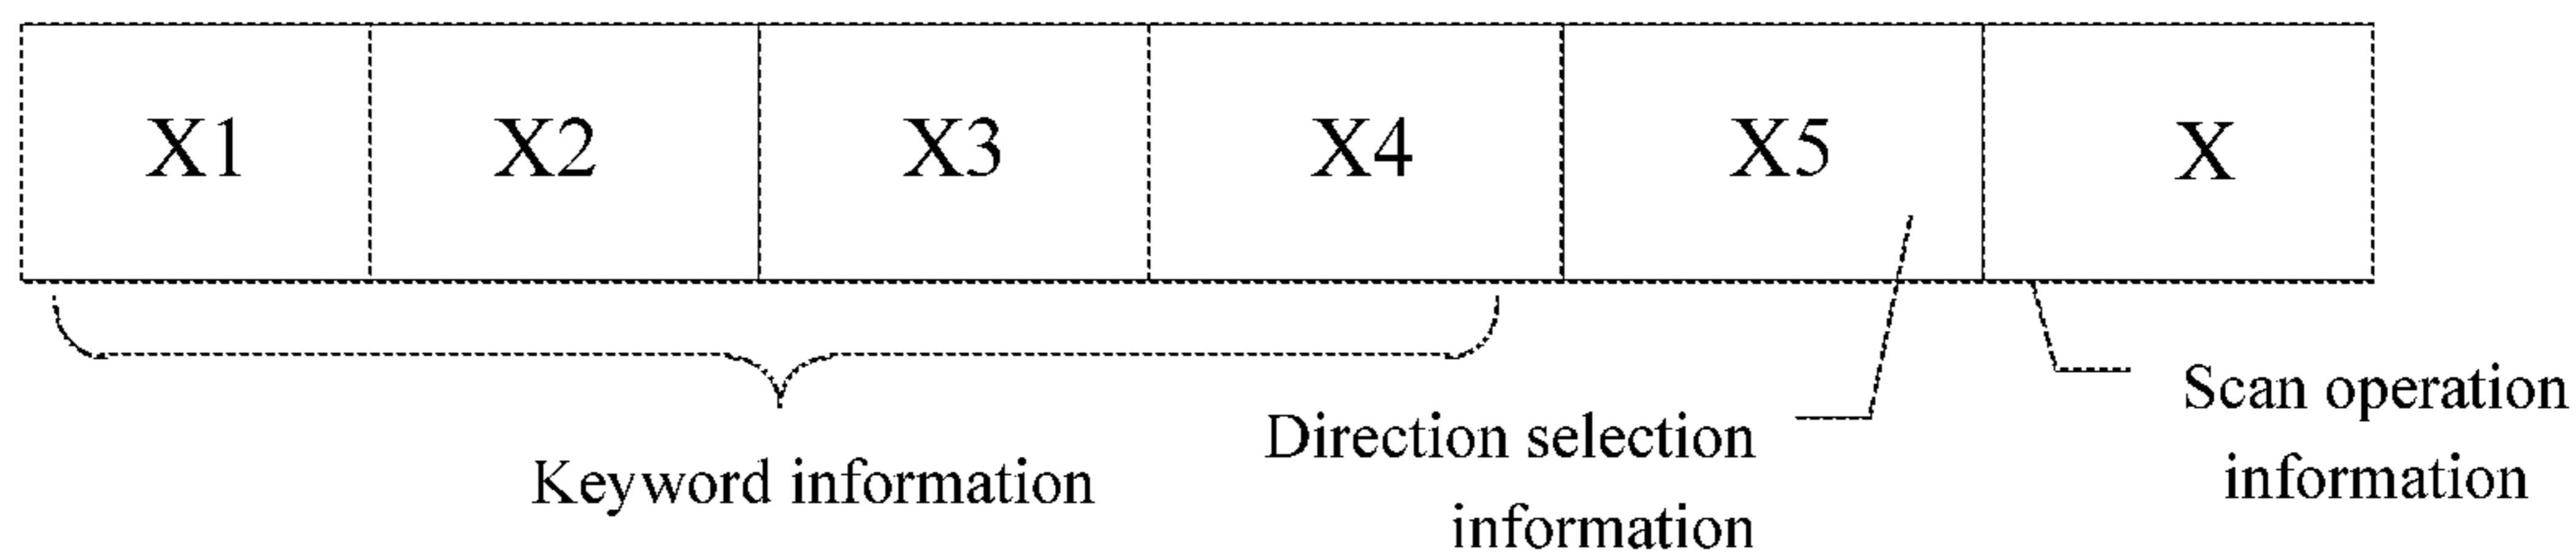 X1 X2 X3 X4 X5 X
Keyword information
Direction selection
information
Scan operation
information